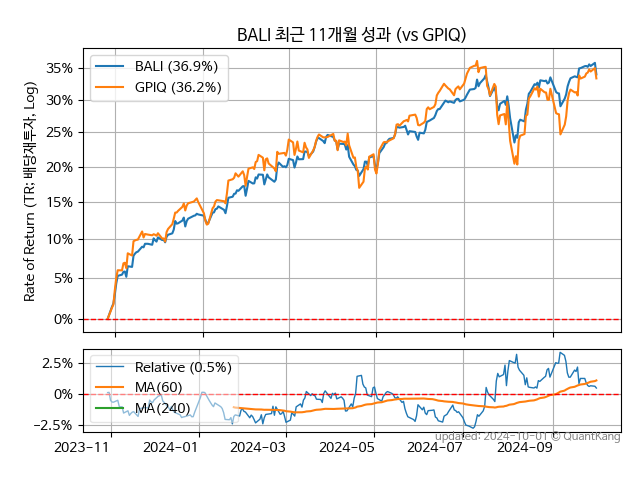 BALI 최근 11개월 성과 (vs GPIQ)
Rate of Return (TR; 배당재투자, Log)
35%
30%
25%
20%
15%
10%
5%
0%
BALI (36.9%)
GPIQ (36.2%)
2.5%
0%
−2.5%
Relative (0.5%)
MA(60)
MA(240)
2023-11
2024-01
2024-03
2024-05
2024-07
2024-09
updated: 2024-10-01 © QuantKang